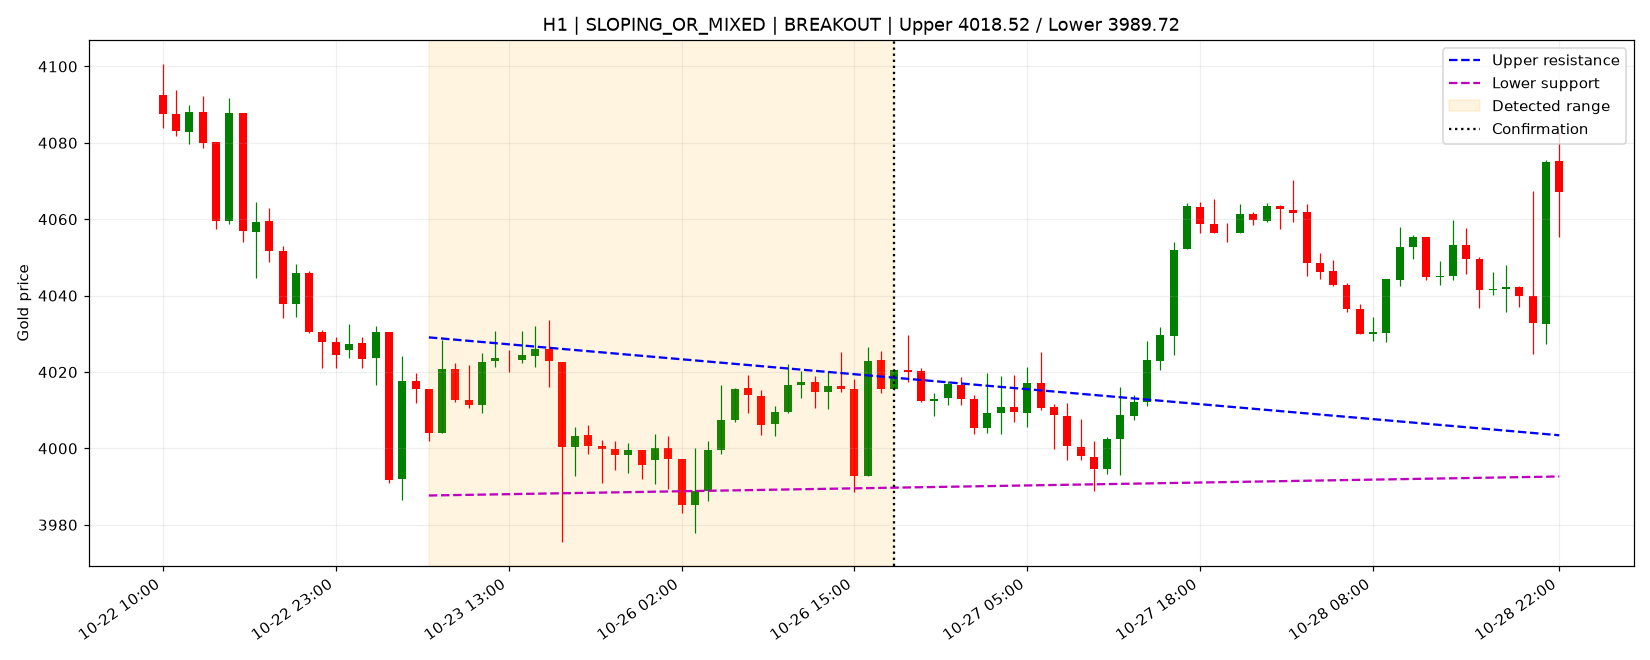 H1 | SLOPING_OR_MIXED | BREAKOUT | Upper 4018.52 / Lower 3989.72
Upper resistance
Lower support
Detected range
Confirmation
Gold price
4100
4080
4060
4040
4020
4000
3980
10-22 10:00
10-22 23:00
10-23 13:00
10-26 02:00
10-26 15:00
10-27 05:00
10-27 18:00
10-28 08:00
10-28 22:00